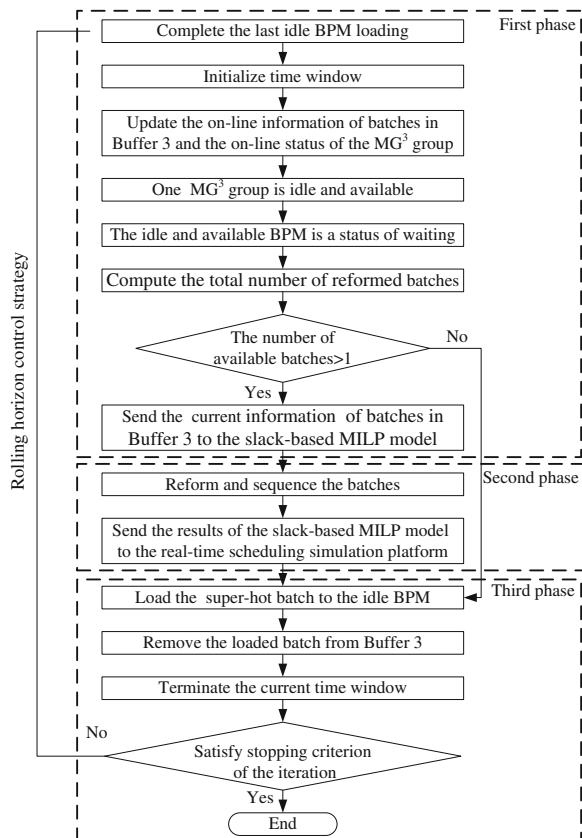 First phase
Complete the last idle BPM loading
Initialize time window
Update the on-line information of batches in
Buffer 3 and the on-line status of the MG³ group
One MG³ group is idle and available
The idle and available BPM is a status of waiting
Compute the total number of reformed batches
The number of
available batches>1
No
Yes
Send the current information of batches in
Buffer 3 to the slack-based MILP model
Rolling horizon control strategy
Second phase
Reform and sequence the batches
Send the results of the slack-based MILP model
to the real-time scheduling simulation platform
Third phase
Load the super-hot batch to the idle BPM
Remove the loaded batch from Buffer 3
Terminate the current time window
No
Satisfy stopping criterion
of the iteration
Yes
End